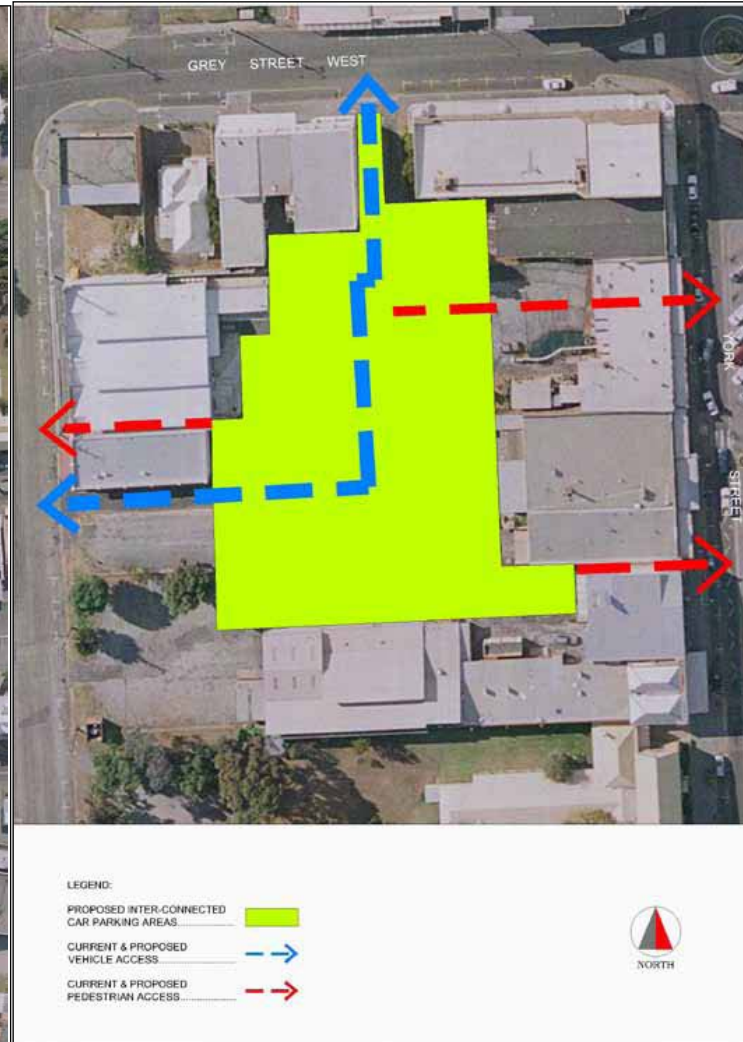 GREY STREET WEST
YORK
STREET
LEGEND:
PROPOSED INTER-CONNECTED
CAR PARKING AREAS
CURRENT & PROPOSED
VEHICLE ACCESS
CURRENT & PROPOSED
PEDESTRIAN ACCESS
NORTH